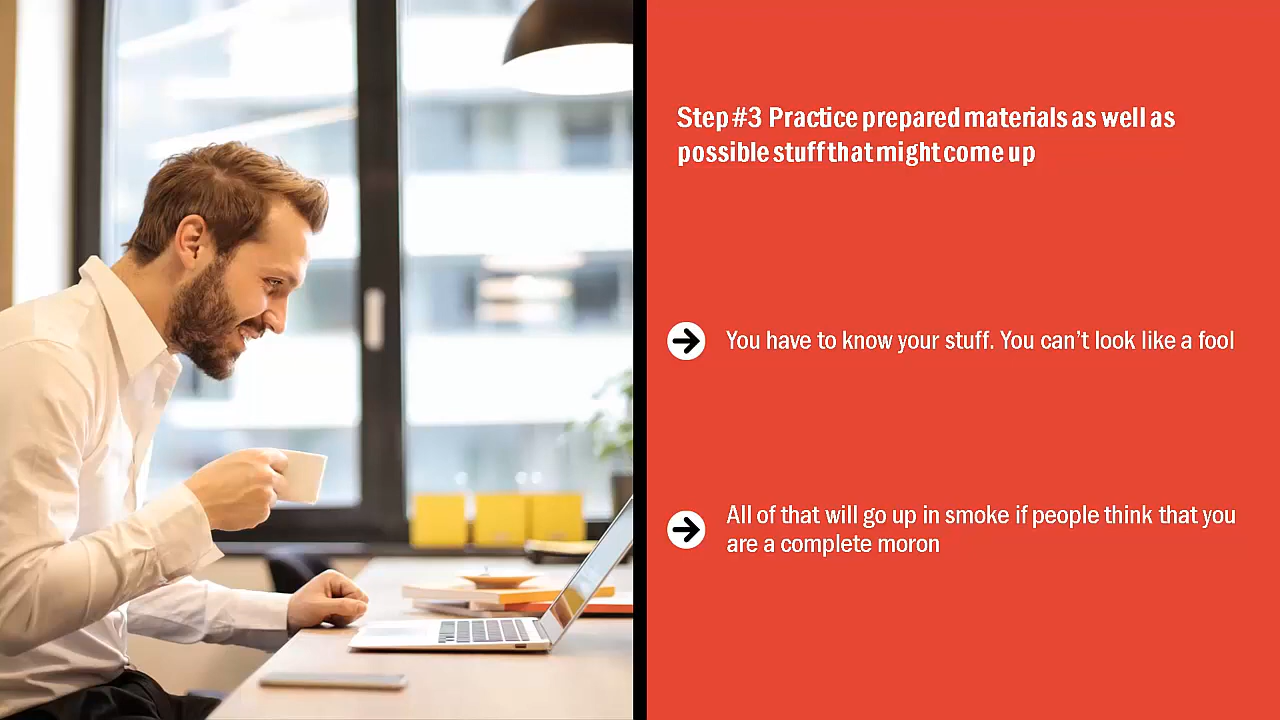 Step #3 Practice prepared materials as well as
possible stuff that might come up
You have to know your stuff. You can't look like a fool
All of that will go up in smoke if people think that you
are a complete moron